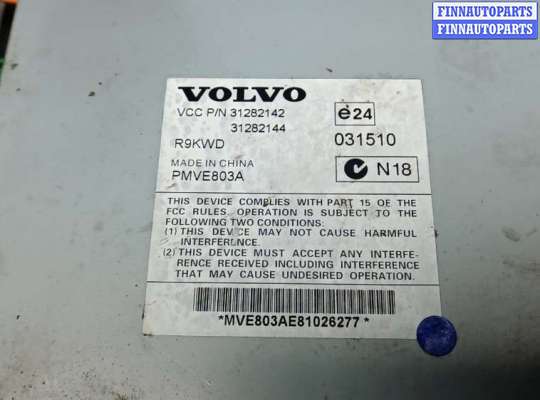 FINNAUTOPARTS
FINNAUTOPARTS
VOLVO
VCC P/N 31282142
31282144
e24
R9KWD
031510
MADE IN CHINA
PMVE803A
N18
THIS DEVICE COMPLIES WITH PART 15 OF THE
FCC RULES. OPERATION IS SUBJECT TO THE
FOLLOWING TWO CONDITIONS:
(1) THIS DEVICE MAY NOT CAUSE HARMFUL
INTERFERENCE.
(2) THIS DEVICE MUST ACCEPT ANY INTERFE-
RENCE RECEIVED INCLUDING INTERFERENCE
THAT MAY CAUSE UNDESIRED OPERATION.
*MVE803AE81026277*